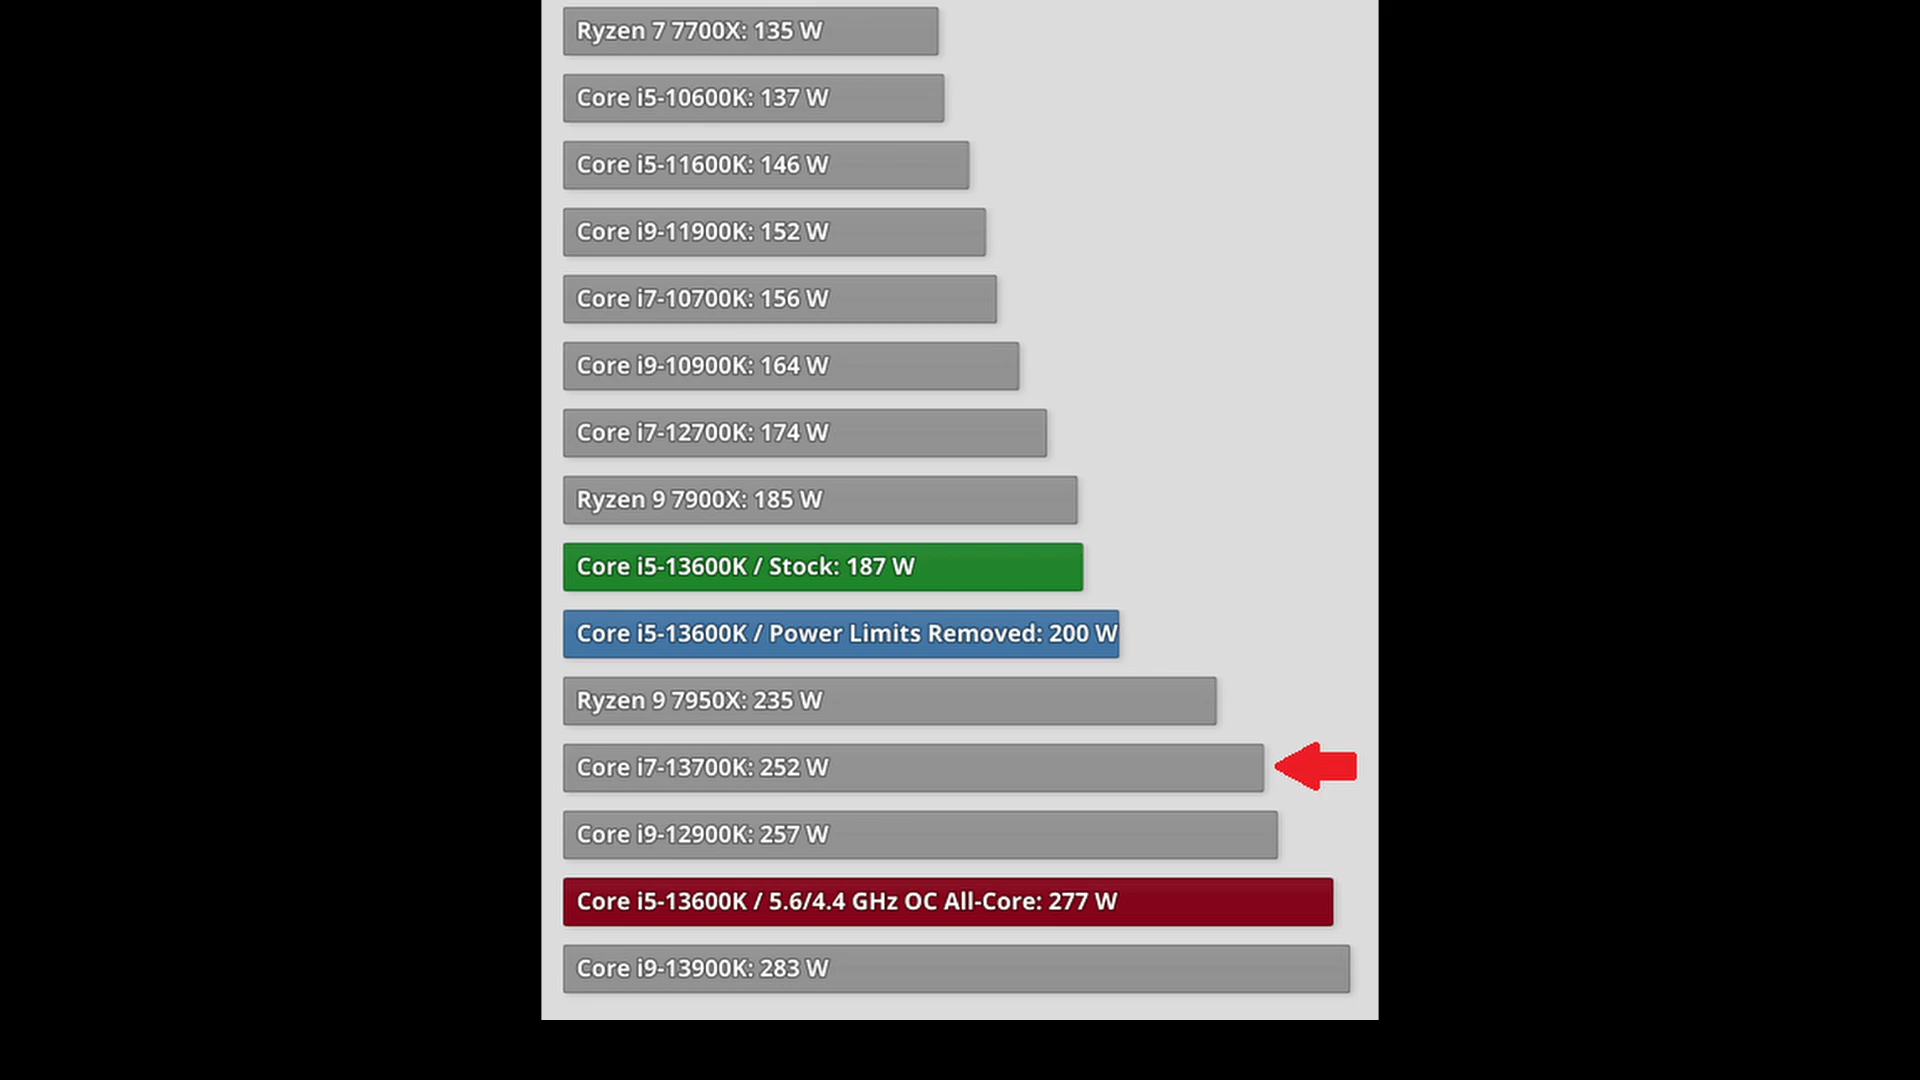 Ryzen 7 7700X: 135 W
Core i5-10600K: 137 W
Core i5-11600K: 146 W
Core i9-11900K: 152 W
Core i7-10700K: 156 W
Core i9-10900K: 164 W
Core i7-12700K: 174 W
Ryzen 9 7900X: 185 W
Core i5-13600K / Stock: 187 W
Core i5-13600K / Power Limits Removed: 200 W
Ryzen 9 7950X: 235 W
Core i7-13700K: 252 W
Core i9-12900K: 257 W
Core i5-13600K / 5.6/4.4 GHz OC All-Core: 277 W
Core i9-13900K: 283 W